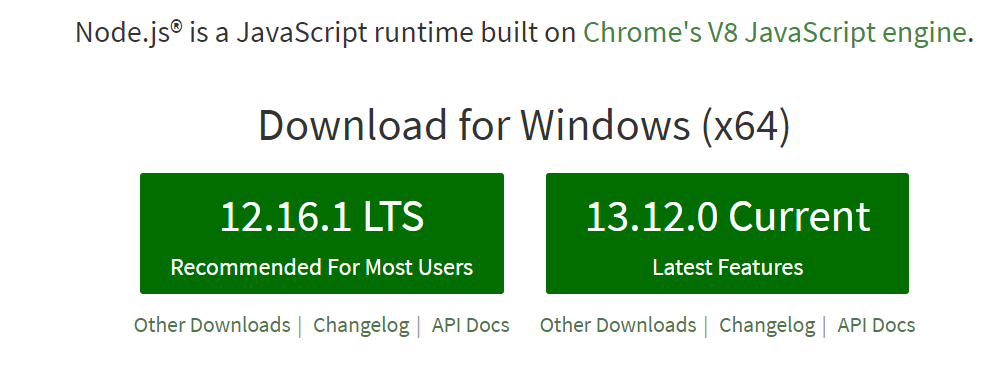 Node.js® is a JavaScript runtime built on Chrome's V8 JavaScript engine.
Download for Windows (x64)
12.16.1 LTS
Recommended For Most Users
13.12.0 Current
Latest Features
Other Downloads | Changelog | API Docs
Other Downloads | Changelog | API Docs